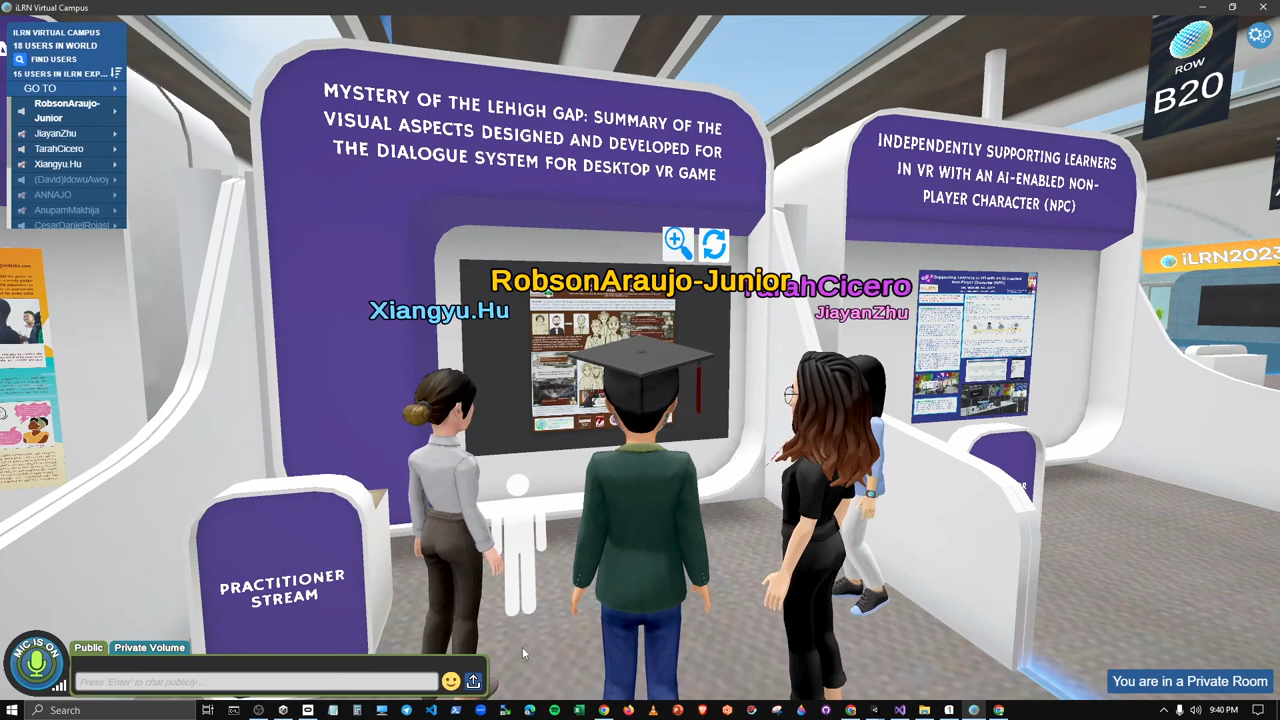 iLRN Virtual Campus
ILRN VIRTUAL CAMPUS
18 USERS IN WORLD
FIND USERS
15 USERS IN ILRN EXP...
GO TO
RobsonAraujo-
Junior
JiayanZhu
TarahCicero
Xiangyu.Hu
(David)IdowuAwoy
ANNAJO
AnupamMakhija
CesarDanielRojasI
MYSTERY OF THE LEHIGH GAP: SUMMARY OF THE
VISUAL ASPECTS DESIGNED AND DEVELOPED FOR
THE DIALOGUE SYSTEM FOR DESKTOP VR GAME
INDEPENDENTLY SUPPORTING LEARNERS
IN VR WITH AN AI-ENABLED NON-
PLAYER CHARACTER (NPC)
ROW
B20
iLRN2023
RobsonAraujo-Junior
TarahCicero
Xiangyu.Hu
JiayanZhu
PRACTITIONER
STREAM
MIC IS ON
Public
Private Volume
Press 'Enter' to chat publicly...
You are in a Private Room
Search
9:40 PM